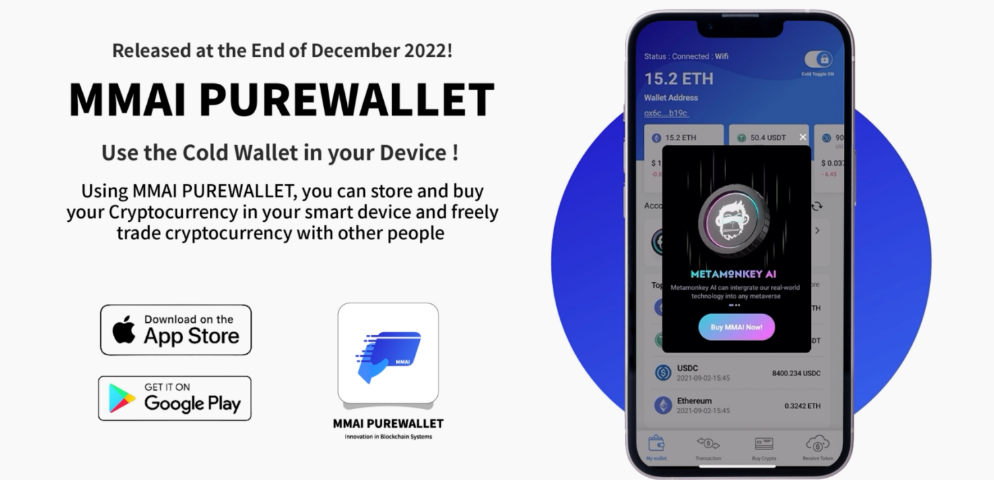 Released at the End of December 2022!
MMAI PUREWALLET
Use the Cold Wallet in your Device !
Using MMAI PUREWALLET, you can store and buy
your Cryptocurrency in your smart device and freely
trade cryptocurrency with other people
Download on the
App Store
GET IT ON
Google Play
MMAI
MMAI PUREWALLET
Innovation in Blockchain Systems
Status : Connected : Wifi
Cold Toggle ON
15.2 ETH
Wallet Address
ox6c....b19c
15.2 ETH
50.4 USDT
90
$ 1
$ 0.03
Acco
METAMONKEY AI
Metamonkey AI can intergrate our real-world
technology into any metaverse
Buy MMAI Now!
Top
USDC
2021-09-02-15:45
8400.234 USDC
Ethereum
2021-09-02-15:45
0.3242 ETH
My wallet
Transaction
Buy Crypto
Receive Token